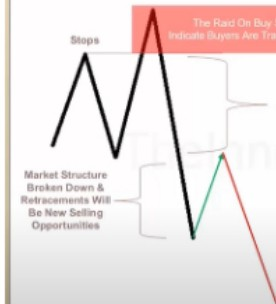 The Raid On Buy
Indicate Buyers Are Tra
Stops
Market Structure
Broken Down &
Retracements Will
Be New Selling
Opportunities